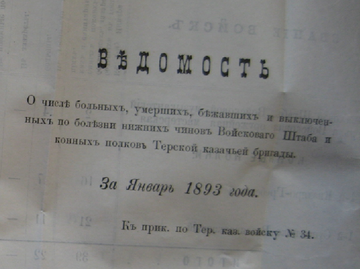 ВѢДОМОСТЬ
О числѣ больныхъ, умершихъ, бѣжавшихъ и выключен-
ныхъ по болѣзни нижнихъ чиновъ Войсковаго Штаба и
конныхъ полковъ Терской казачьей бригады.
За Январь 1893 года.
Къ прик. по Тер. каз. войску № 34.